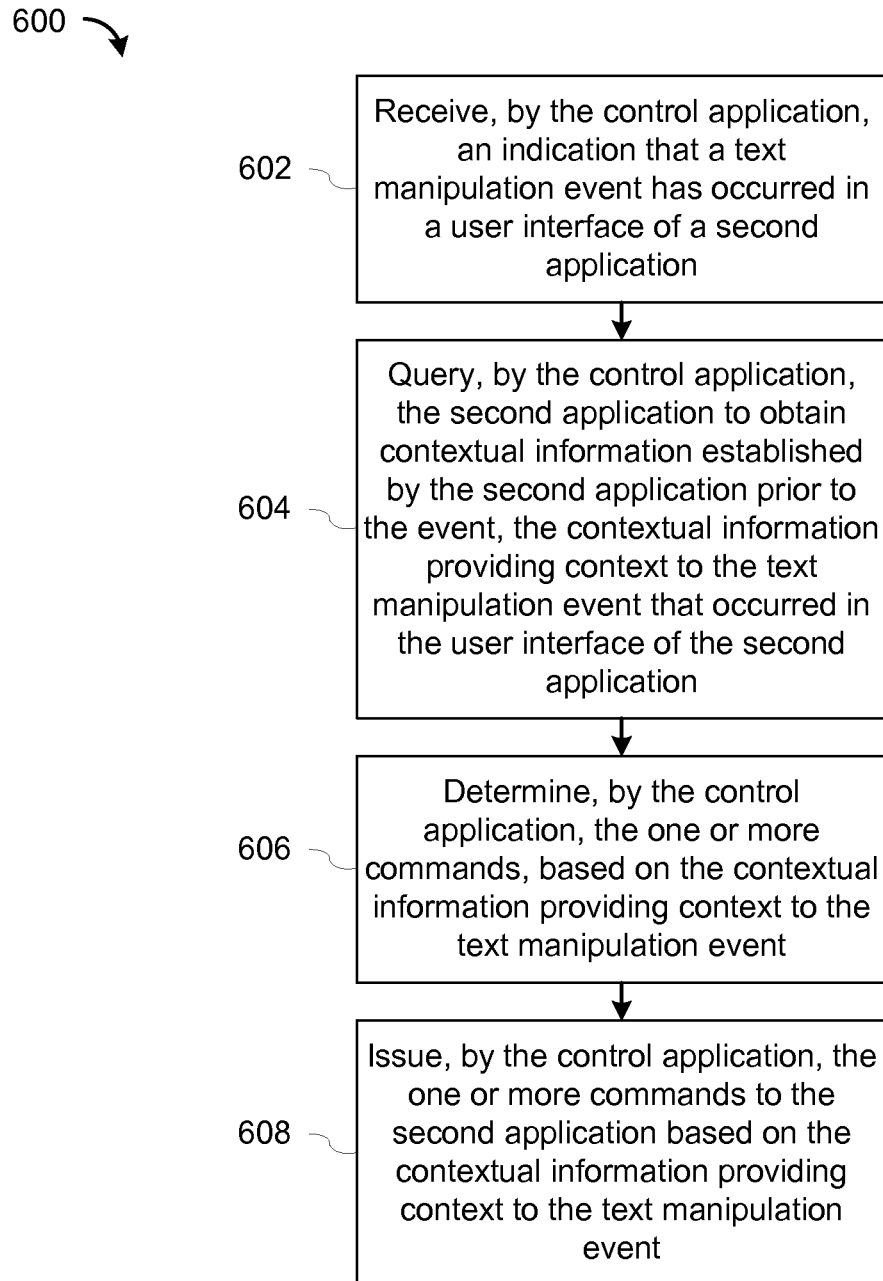 600
Receive, by the control application,
an indication that a text
manipulation event has occurred in
a user interface of a second
application
602
Query, by the control application,
the second application to obtain
contextual information established
by the second application prior to
the event, the contextual information
providing context to the text
manipulation event that occurred in
the user interface of the second
application
604
Determine, by the control
application, the one or more
commands, based on the contextual
information providing context to the
text manipulation event
606
Issue, by the control application, the
one or more commands to the
second application based on the
contextual information providing
context to the text manipulation
event
608